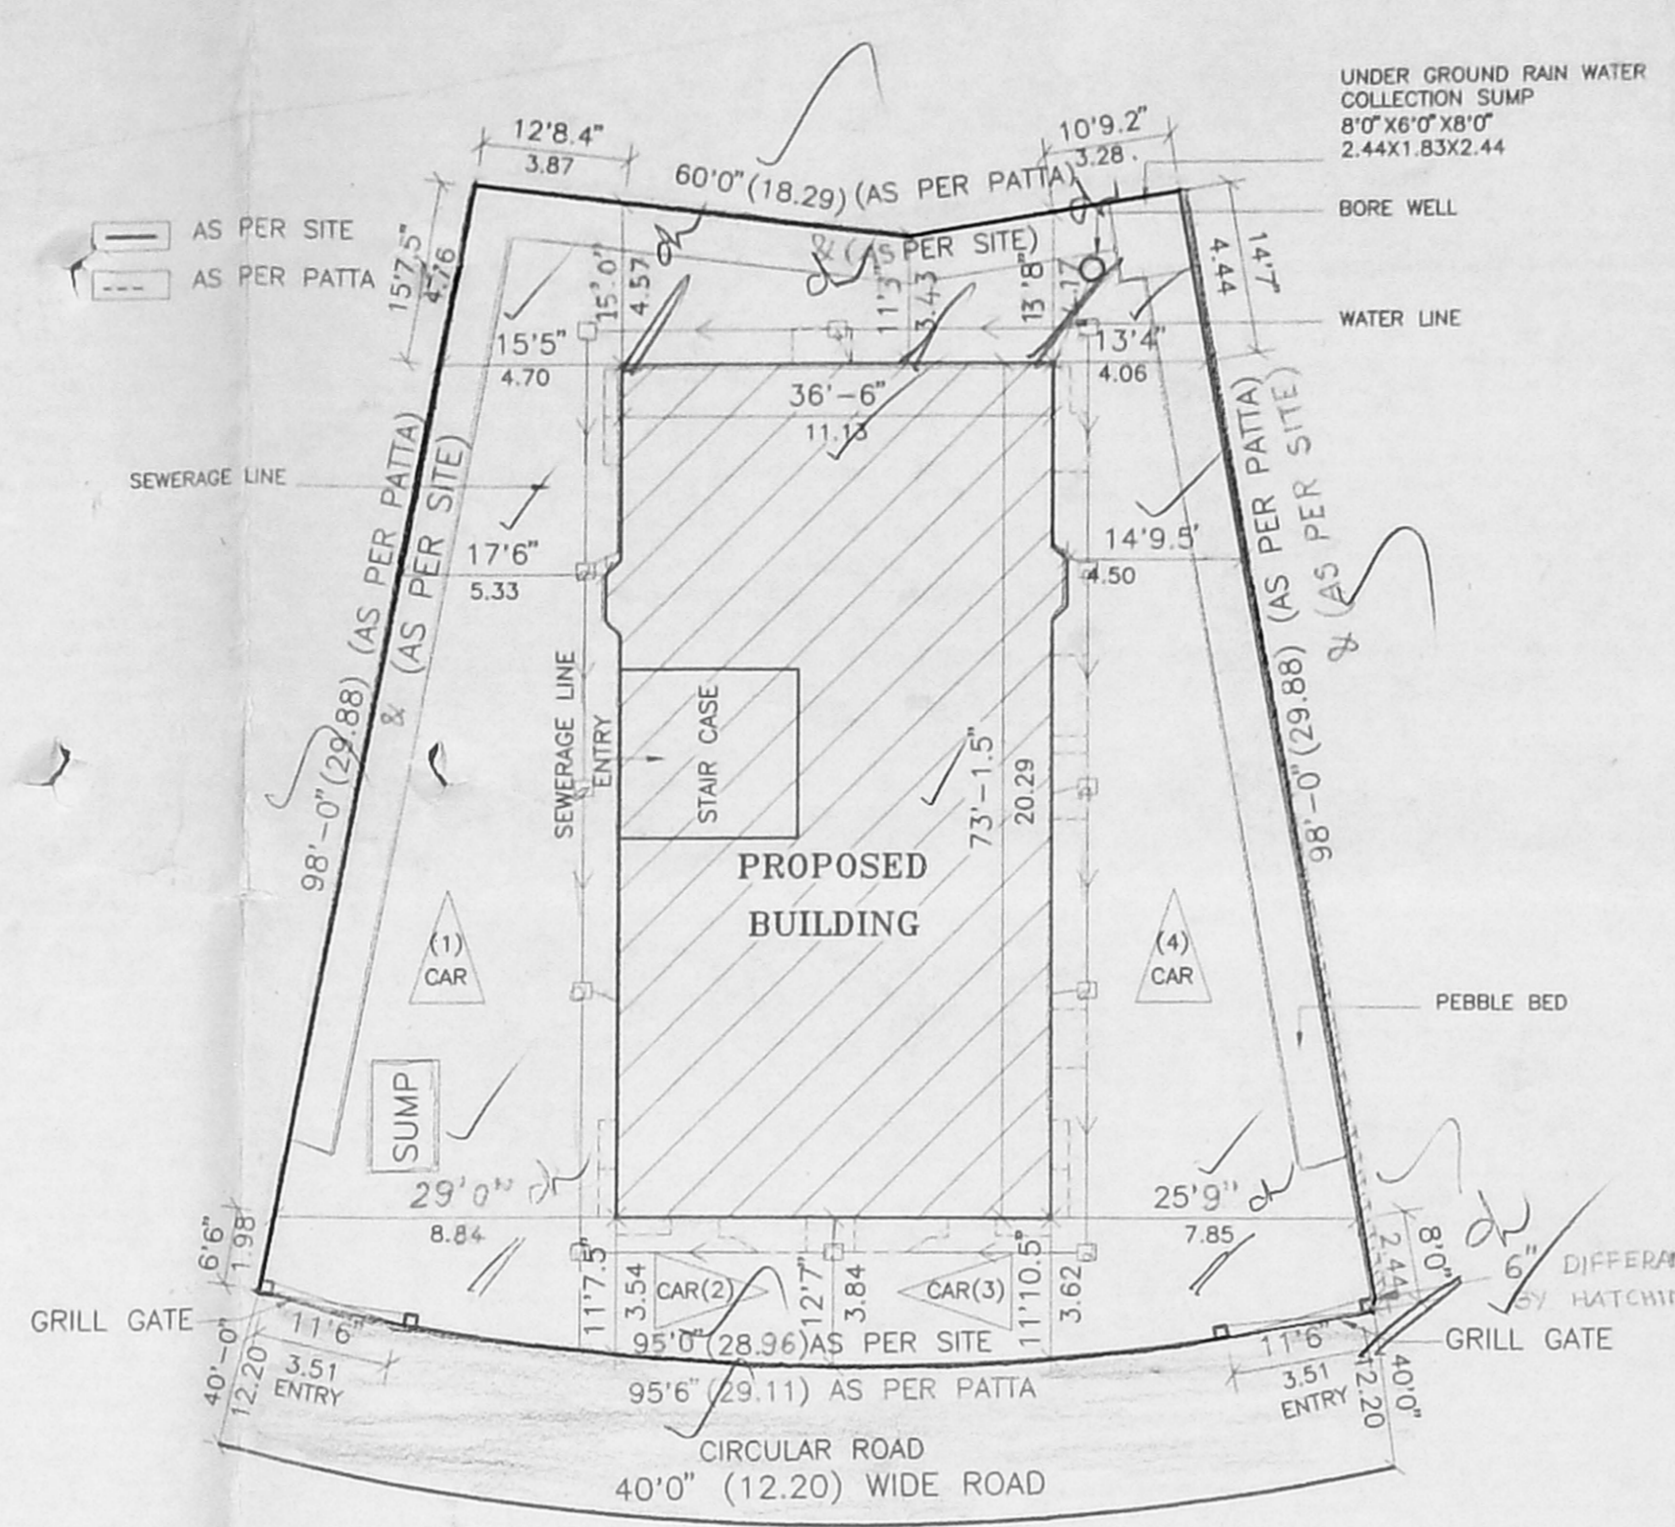 UNDER GROUND RAIN WATER
COLLECTION SUMP
8'0"X6'0"X8'0"
2.44X1.83X2.44
BORE WELL
WATER LINE
12'8.4"
3.87
10'9.2"
3.28
60'0" (18.29) (AS PER PATTA)
& (AS PER SITE)
AS PER SITE
AS PER PATTA
15'7.5"
4.76
15'.0"
4.57
11'3"
3.43
13'8"
4.17
14'7"
4.44
15'5"
4.70
13'4"
4.06
36'-6"
11.13
SEWERAGE LINE
98'-0" (29.88) (AS PER PATTA)
& (AS PER SITE)
98'-0" (29.88) (AS PER PATTA)
& (AS PER SITE)
17'6"
5.33
14'9.5'
4.50
SEWERAGE LINE
ENTRY
STAIR CASE
73'-1.5"
20.29
PROPOSED
BUILDING
(1)
CAR
(4)
CAR
PEBBLE BED
SUMP
29'0"
8.84
25'9"
7.85
6'6"
1.98
8'0"
2.44
6"
11'7.5"
3.54
CAR(2)
12'7"
3.84
CAR(3)
11'10.5"
3.62
GRILL GATE
GRILL GATE
11'6"
3.51
ENTRY
11'6"
3.51
ENTRY
40'-0"
12.20
40'0"
12.20
95'0" (28.96)AS PER SITE
95'6" (29.11) AS PER PATTA
CIRCULAR ROAD
40'0" (12.20) WIDE ROAD